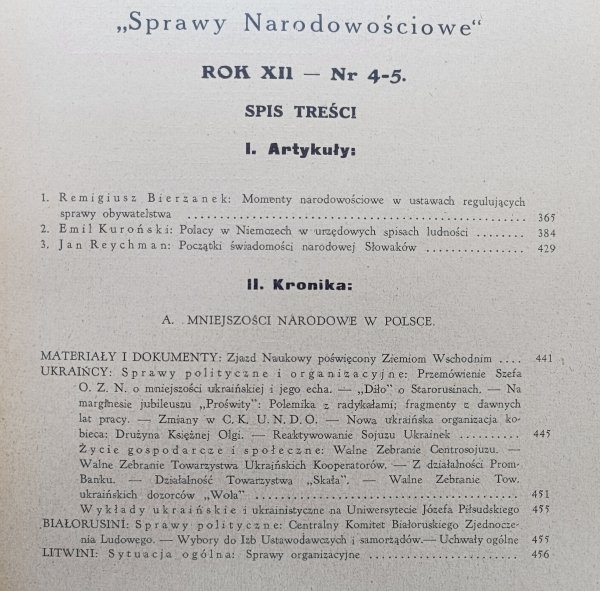 „Sprawy Narodowościowe“
ROK XII — Nr 4-5.
SPIS TREŚCI
I. Artykuły:
1. Remigiusz Bierzanek: Momenty narodowościowe w ustawach regulujących
sprawy obywatelstwa .......... 365
2. Emil Kuroński: Polacy w Niemczech w urzędowych spisach ludności ........ 384
3. Jan Reychman: Początki świadomości narodowej Słowaków .......... 429
II. Kronika:
A. MNIEJSZOŚCI NARODOWE W POLSCE.
MATERIAŁY I DOKUMENTY: Zjazd Naukowy poświęcony Ziemiom Wschodnim .... 441
UKRAIŃCY: Sprawy polityczne i organizacyjne: Przemówienie Szefa
O. Z. N. o mniejszości ukraińskiej i jego echa. — „Diło" o Starorusinach. — Na
marginesie jubileuszu „Proświty": Polemika z radykałami; fragmenty z dawnych
lat pracy. — Zmiany w C. K. U. N. D. O. — Nowa ukraińska organizacja ko-
bieca: Drużyna Księżnej Olgi. — Reaktywowanie Sojuzu Ukrainek .......... 445
Życie gospodarcze i społeczne: Walne Zebranie Centrosojuzu. —
Walne Zebranie Towarzystwa Ukraińskich Kooperatorów. — Z działalności Prom-
Banku. — Działalność Towarzystwa „Skała". — Walne Zebranie Tow.
ukraińskich dozorców „Woła" .......... 451
Wykłady ukraińskie i ukrainistyczne na Uniwersytecie Józefa Piłsudskiego 455
BIAŁORUSINI: Sprawy polityczne: Centralny Komitet Białoruskiego Zjednocze-
nia Ludowego. — Wybory do Izb Ustawodawczych i samorządów.— Uchwały ogólne 455
LITWINI: Sytuacja ogólna: Sprawy organizacyjne .......... 456